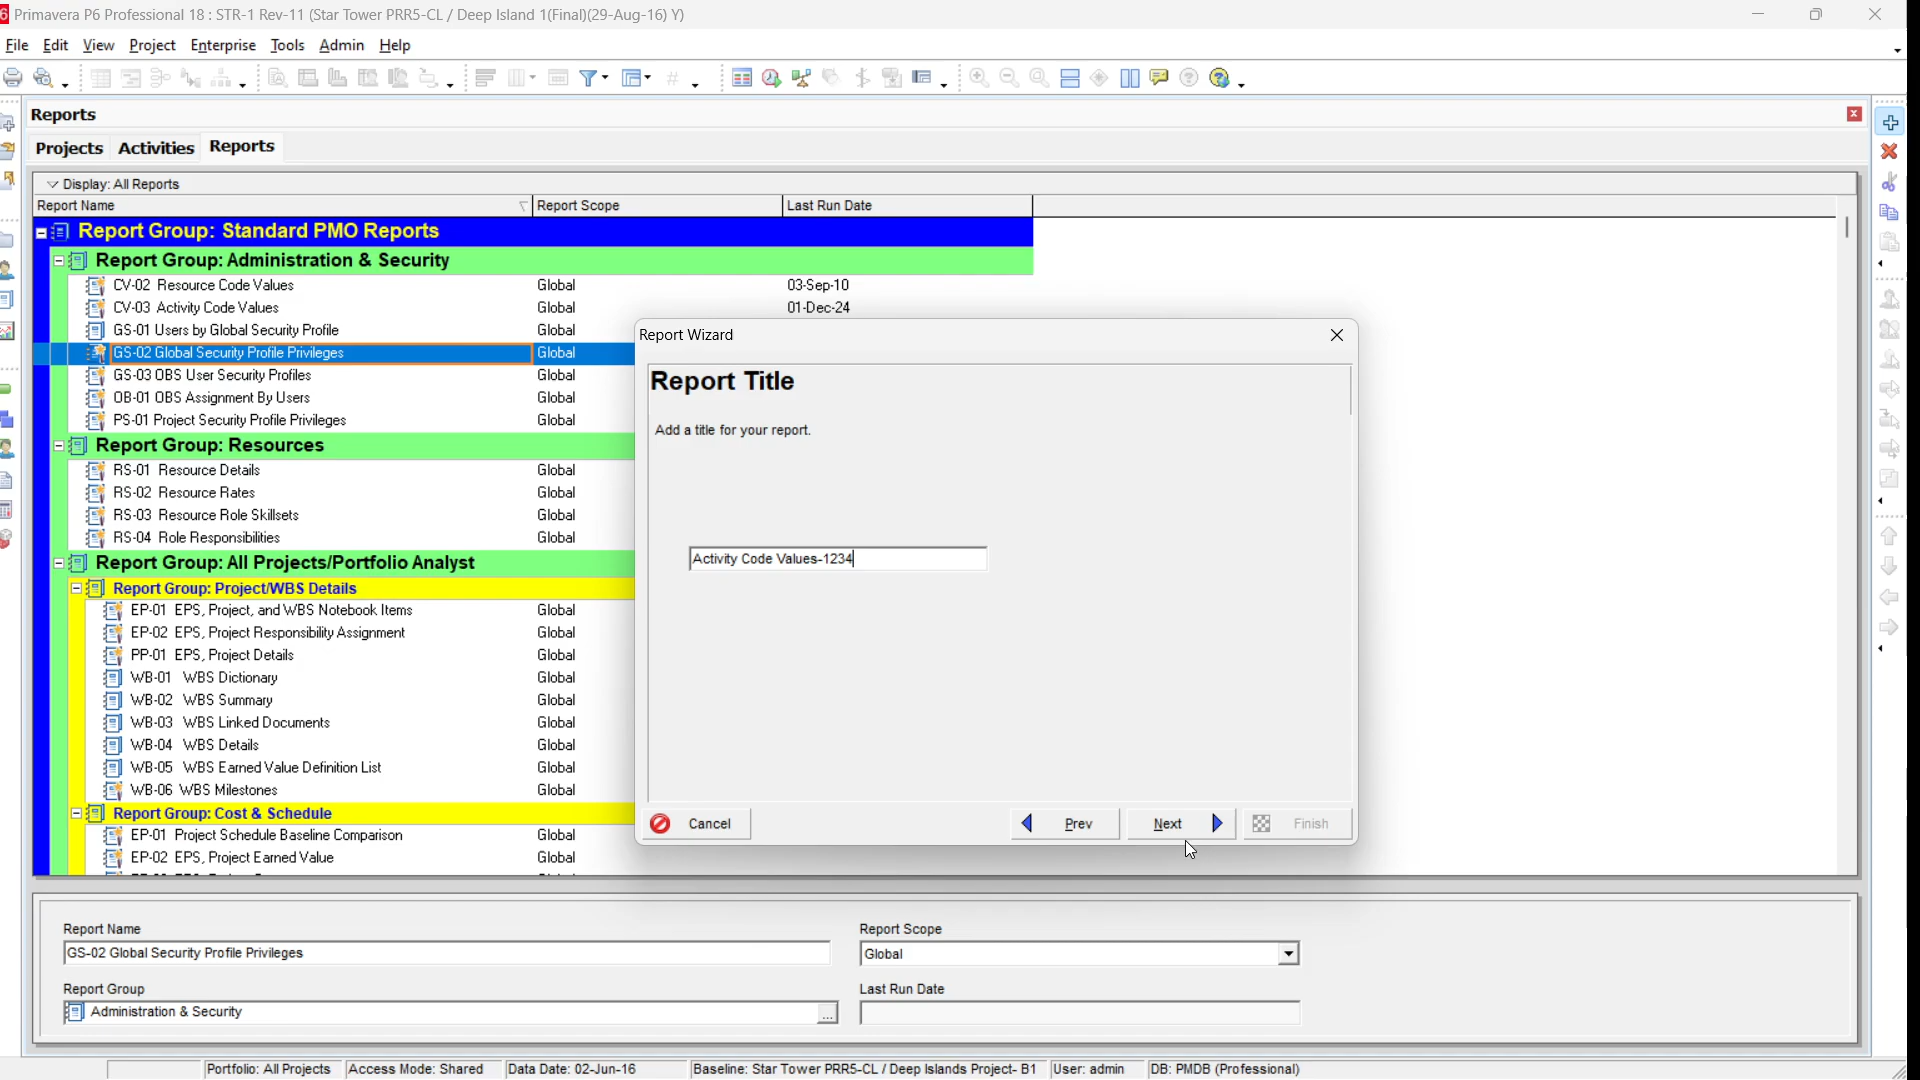 Primavera P6 Professional 18 : STR-1 Rev-11 (Star Tower PRR5-CL / Deep Island 1(Final)(29-Aug-16) Y)
File Edit View Project Enterprise Tools Admin Help
Reports
Projects Activities Reports
Display: All Reports
Report Name Report Scope Last Run Date
Report Group: Standard PMO Reports
Report Group: Administration & Security
CV-02 Resource Code Values Global 03-Sep-10
CV-03 Activity Code Values Global 01-Dec-24
GS-01 Users by Global Security Profile Global
GS-02 Global Security Profile Privileges Global
GS-03 OBS User Security Profiles Global
OB-01 OBS Assignment By Users Global
PS-01 Project Security Profile Privileges Global
Report Group: Resources
RS-01 Resource Details Global
RS-02 Resource Rates Global
RS-03 Resource Role Skillsets Global
RS-04 Role Responsibilities Global
Report Group: All Projects/Portfolio Analyst
Report Group: Project/WBS Details
EP-01 EPS, Project, and WBS Notebook Items Global
EP-02 EPS, Project Responsibility Assignment Global
PP-01 EPS, Project Details Global
WB-01 WBS Dictionary Global
WB-02 WBS Summary Global
WB-03 WBS Linked Documents Global
WB-04 WBS Details Global
WB-05 WBS Earned Value Definition List Global
WB-06 WBS Milestones Global
Report Group: Cost & Schedule
EP-01 Project Schedule Baseline Comparison Global
EP-02 EPS, Project Earned Value Global
Report Wizard
Report Title
Add a title for your report.
Activity Code Values-1234
Cancel Prev Next Finish
Report Name Report Scope
GS-02 Global Security Profile Privileges Global
Report Group Last Run Date
Administration & Security ...
Portfolio: All Projects Access Mode: Shared Data Date: 02-Jun-16 Baseline: Star Tower PRR5-CL / Deep Islands Project- B1 User: admin DB: PMDB (Professional)